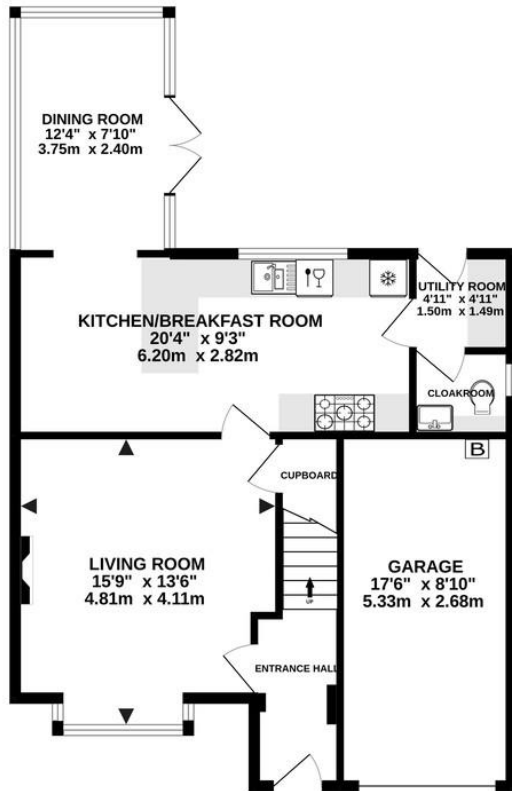 DINING ROOM
12'4" x 7'10"
3.75m x 2.40m
UTILITY ROOM
4'11" x 4'11"
1.50m x 1.49m
KITCHEN/BREAKFAST ROOM
20'4" x 9'3"
6.20m x 2.82m
CLOAKROOM
B
CUPBOARD
LIVING ROOM
15'9" x 13'6"
4.81m x 4.11m
UP
GARAGE
17'6" x 8'10"
5.33m x 2.68m
ENTRANCE HALL